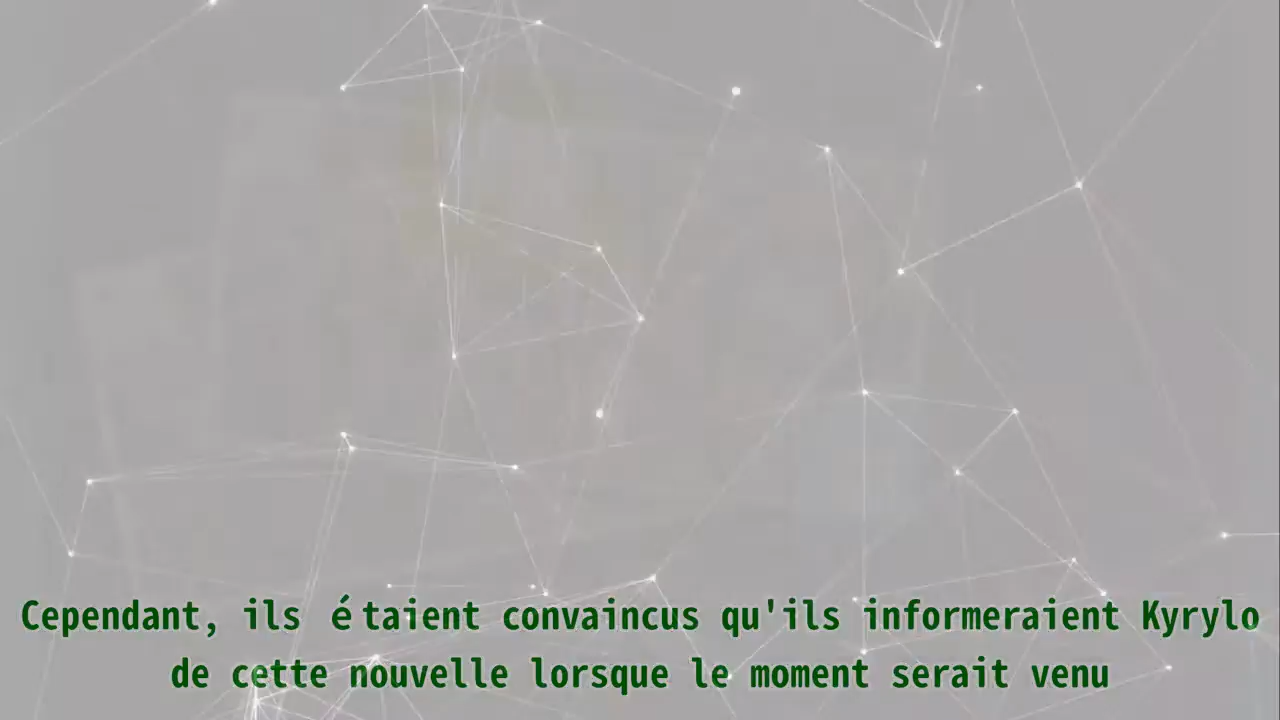 Cependant, ils étaient convaincus qu'ils informeraient Kyrylo
de cette nouvelle lorsque le moment serait venu